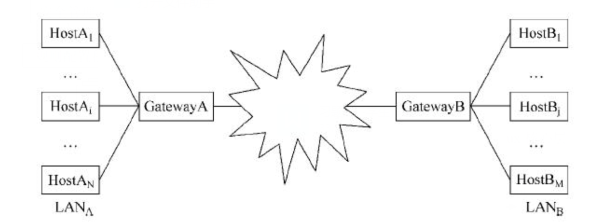 HostA1
HostB1
...
...
HostAi
GatewayA
GatewayB
HostBj
...
...
HostAN
HostBM
LANA
LANB